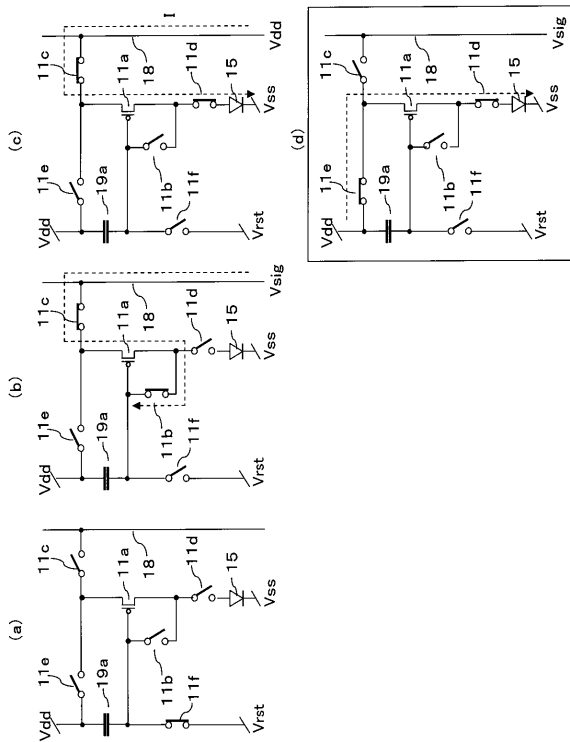 (a)
Vdd
11e
11c
19a
11a
18
11b
11d
11f
15
Vrst
Vss
(b)
Vdd
11e
11c
19a
11a
18
11b
11d
11f
15
Vrst
Vss
Vsig
(c)
Vdd
11e
11c
I
19a
11a
18
11b
11d
11f
15
Vrst
Vss
Vdd
(d)
Vdd
11e
11c
19a
11a
18
11b
11d
11f
15
Vrst
Vss
Vsig